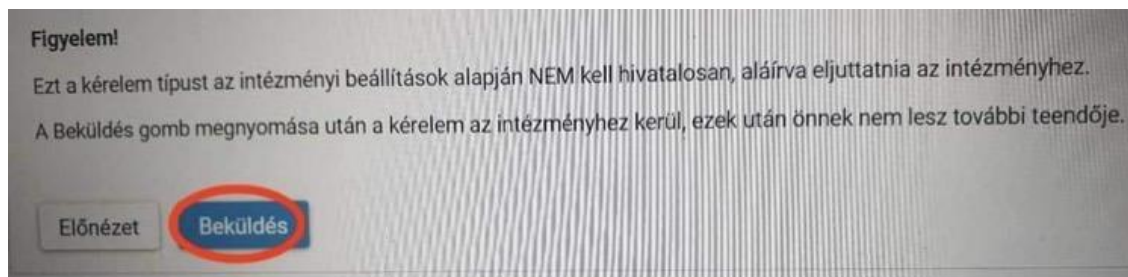 Figyelem!
Ezt a kérelem típust az intézményi beállítások alapján NEM kell hivatalosan, aláírva eljuttatnia az intézményhez.
A Beküldés gomb megnyomása után a kérelem az intézményhez kerül, ezek után önnek nem lesz további teendője.
Előnézet Beküldés